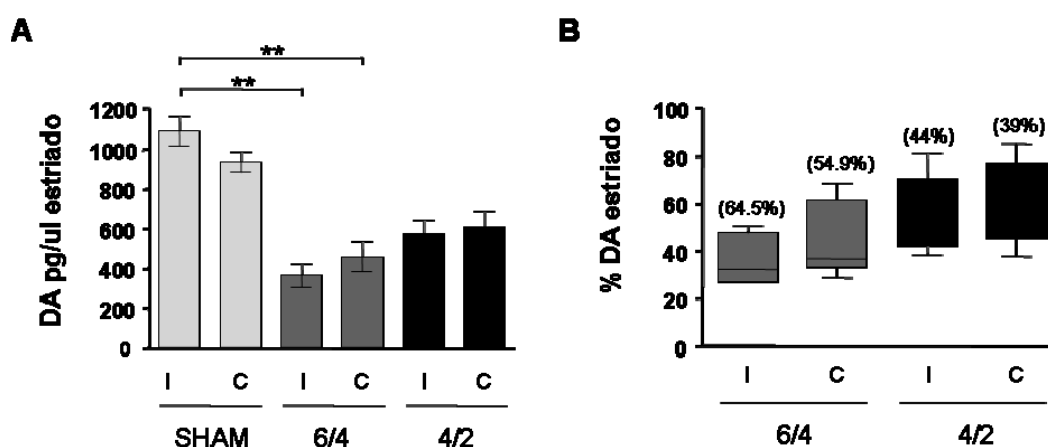 A
**
**
DA pg/ul estriado
1200
1000
800
600
400
200
0
I C I C I C
SHAM 6/4 4/2
B
% DA estriado
100
80
60
40
20
0
(64.5%)
(54.9%)
(44%)
(39%)
I C I C
6/4 4/2